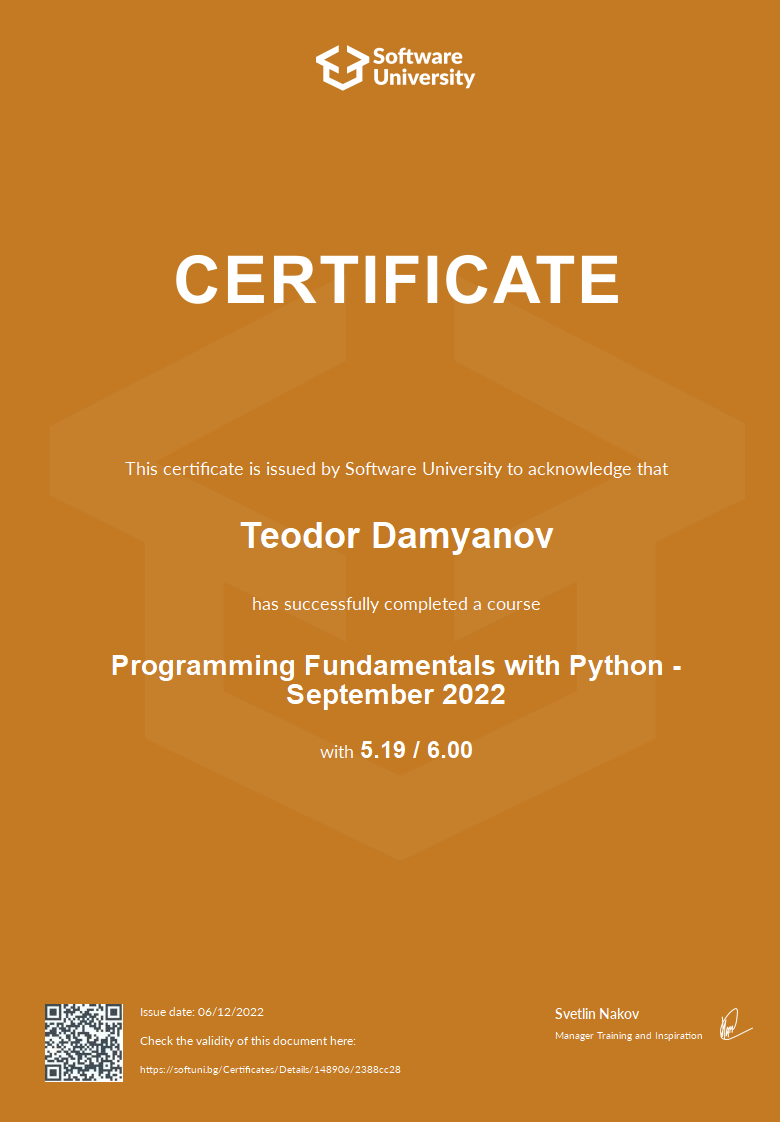 Software
University
CERTIFICATE
This certificate is issued by Software University to acknowledge that
Teodor Damyanov
has successfully completed a course
Programming Fundamentals with Python -
September 2022
with 5.19 / 6.00
Issue date: 06/12/2022
Check the validity of this document here:
https://softuni.bg/Certificates/Details/148906/2388cc28
Svetlin Nakov
Manager Training and Inspiration